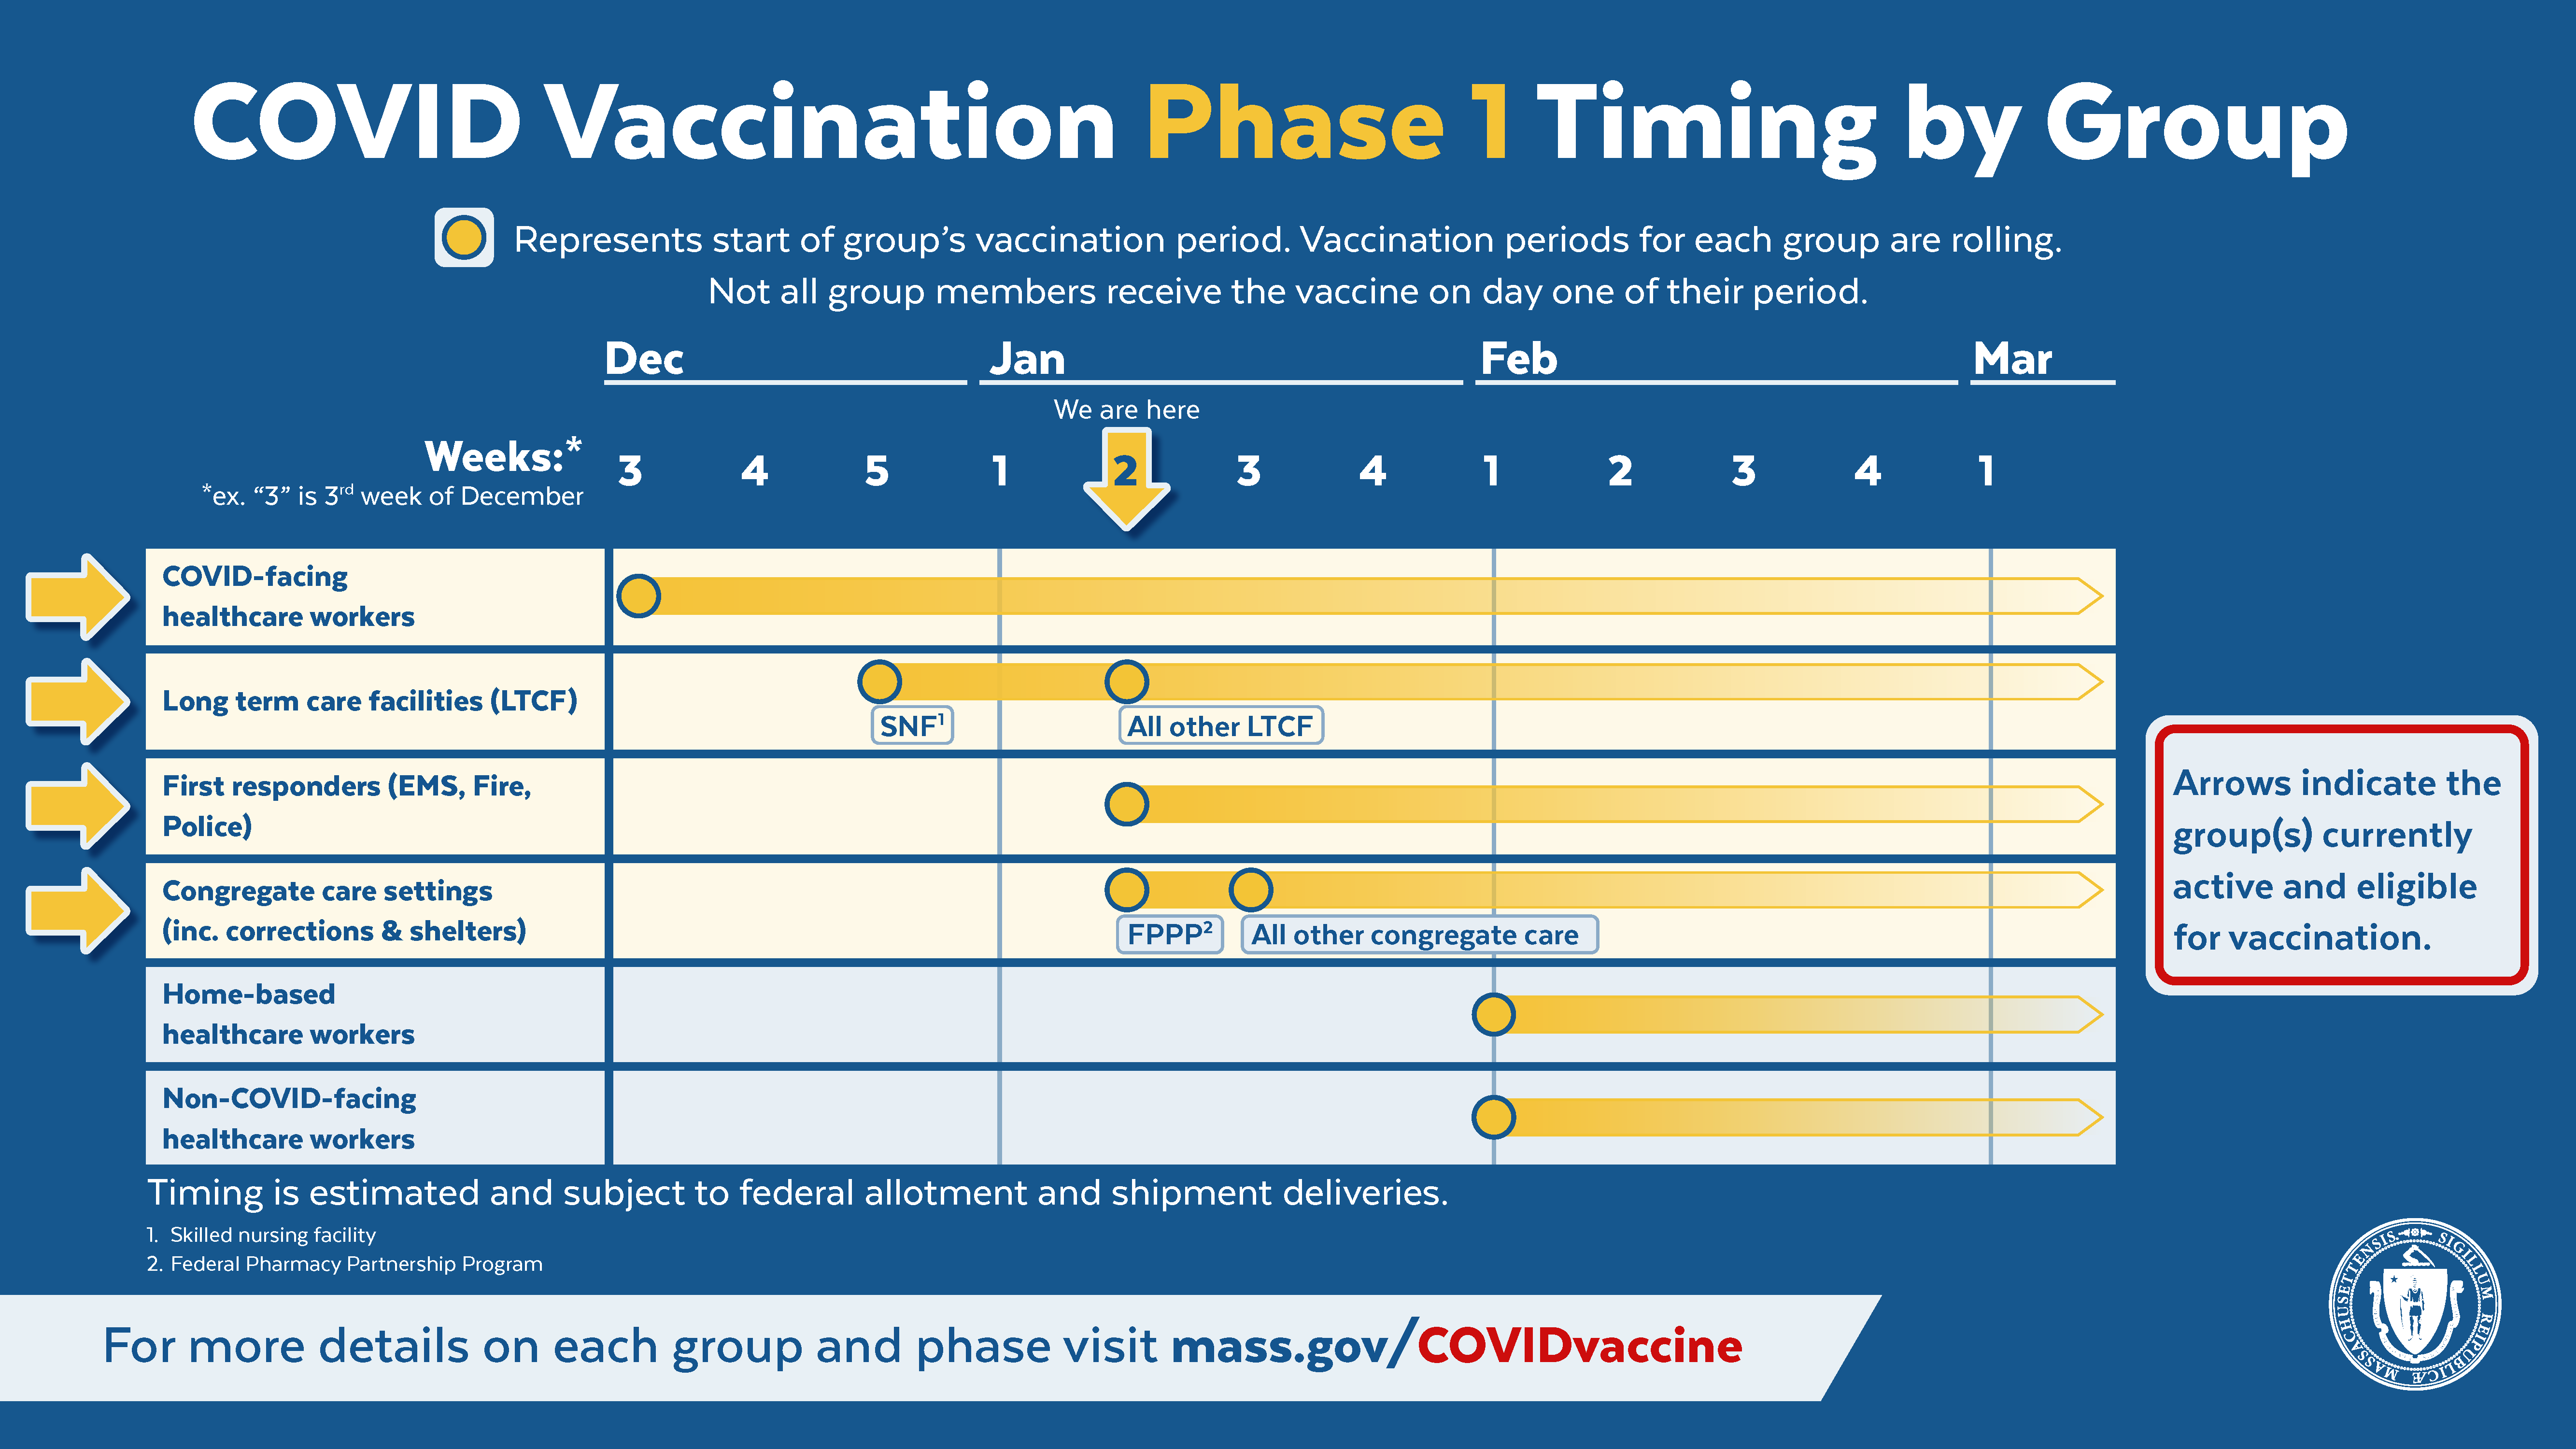 COVID Vaccination Phase 1 Timing by Group
Represents start of group’s vaccination period. Vaccination periods for each group are rolling.
Not all group members receive the vaccine on day one of their period.
Dec Jan Feb Mar
We are here
Weeks:* 3 4 5 1 2 3 4 1 2 3 4 1
*ex. “3” is 3rd week of December
COVID-facing
healthcare workers
Long term care facilities (LTCF)
SNF1 All other LTCF
First responders (EMS, Fire,
Police)
Congregate care settings
(inc. corrections & shelters)
FPPP2 All other congregate care
Home-based
healthcare workers
Non-COVID-facing
healthcare workers
Arrows indicate the
group(s) currently
active and eligible
for vaccination.
Timing is estimated and subject to federal allotment and shipment deliveries.
1. Skilled nursing facility
2. Federal Pharmacy Partnership Program
For more details on each group and phase visit mass.gov/COVIDvaccine
SIGILLUM REIPUBLICÆ MASSACHUSETTENSIS